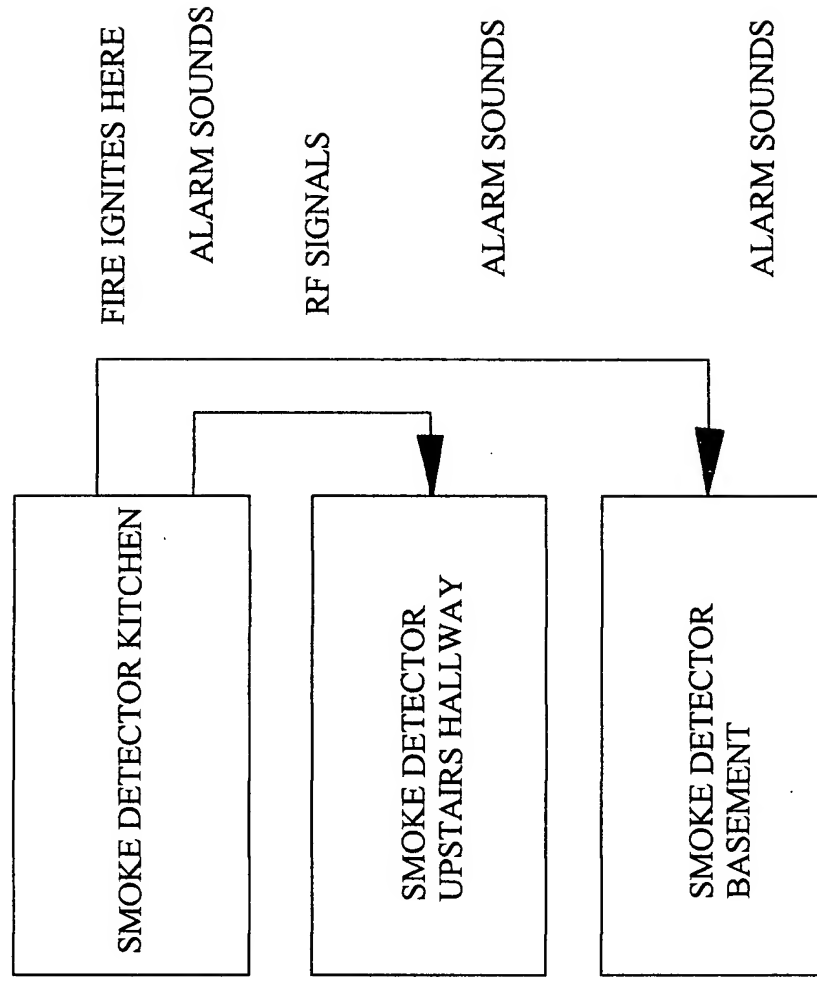 SMOKE DETECTOR KITCHEN
FIRE IGNITES HERE
ALARM SOUNDS
RF SIGNALS
SMOKE DETECTOR
UPSTAIRS HALLWAY
ALARM SOUNDS
SMOKE DETECTOR
BASEMENT
ALARM SOUNDS